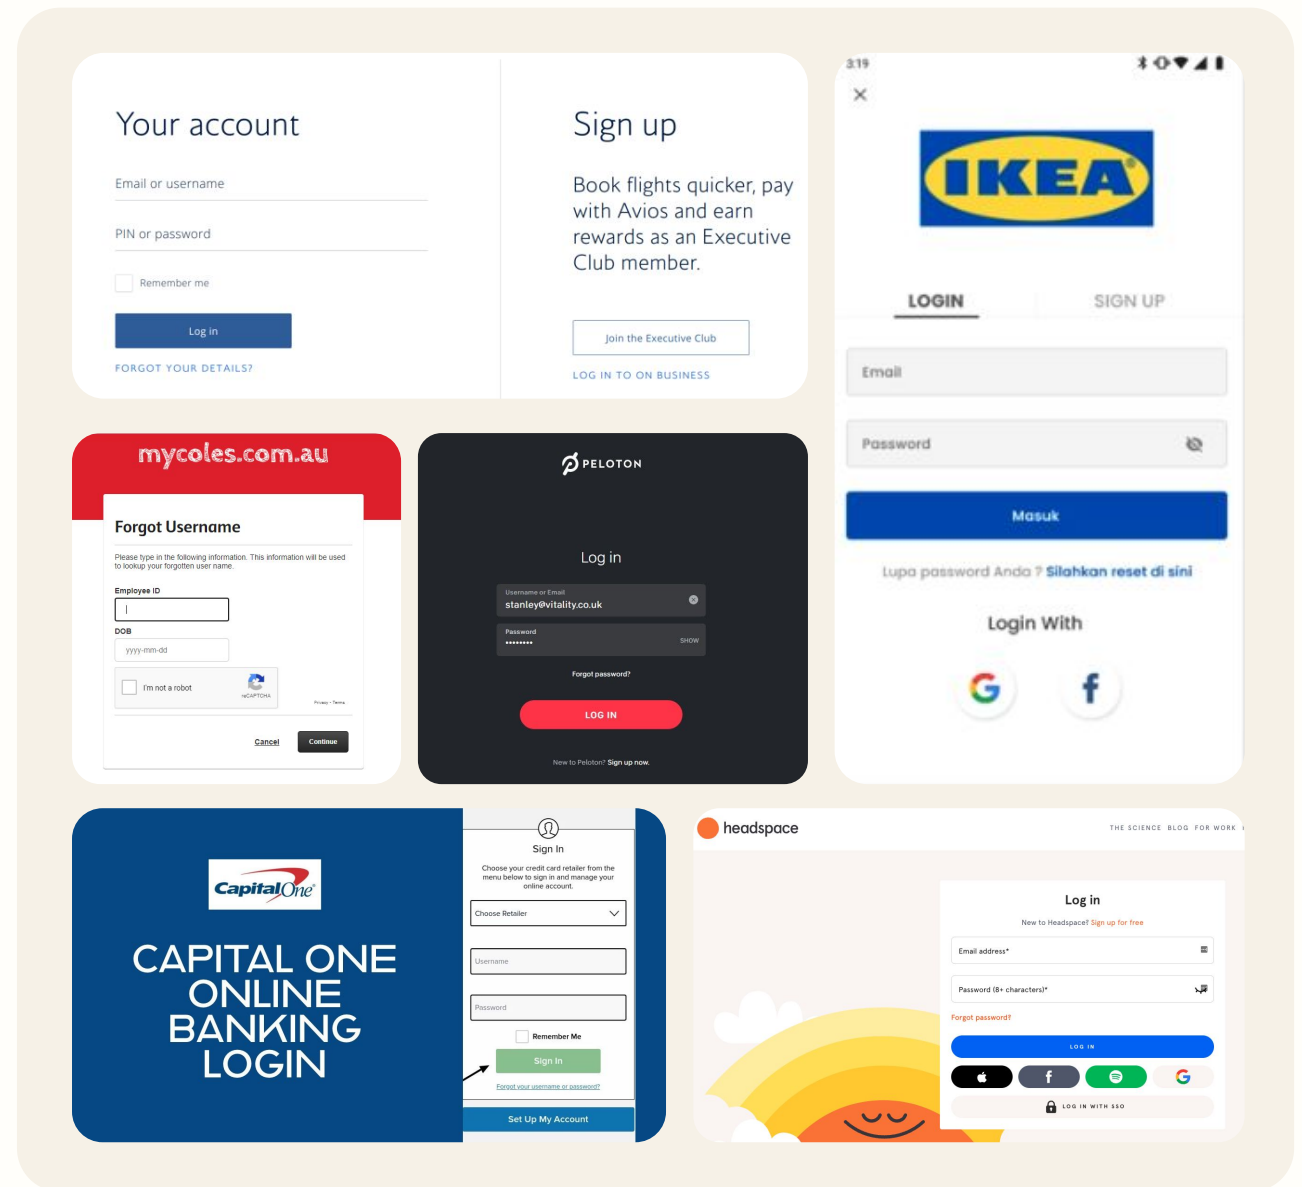 Your account
Email or username
PIN or password
Remember me
Log in
FORGOT YOUR DETAILS?
Sign up
Book flights quicker, pay
with Avios and earn
rewards as an Executive
Club member.
Join the Executive Club
LOG IN TO ON BUSINESS
3:19
IKEA
LOGIN
SIGN UP
Email
Password
Masuk
Lupa password Anda ? Silahkan reset di sini
Login With
mycoles.com.au
Forgot Username
Please type in the following information. This information will be used
to lookup your forgotten user name.
Employee ID
DOB
yyyy-mm-dd
I'm not a robot
reCAPTCHA
Privacy - Terms
Cancel
Continue
PELOTON
Log in
Username or Email
stanley@vitality.co.uk
Password
SHOW
Forgot password?
LOG IN
New to Peloton? Sign up now.
CapitalOne
CAPITAL ONE
ONLINE
BANKING
LOGIN
Sign In
Choose your credit card retailer from the
menu below to sign in and manage your
online account.
Choose Retailer
Username
Password
Remember Me
Sign In
Forgot your username or password?
Set Up My Account
headspace
THE SCIENCE BLOG FOR WORK
Log in
New to Headspace? Sign up for free
Email address*
Password (8+ characters)*
Forgot password?
LOG IN
LOG IN WITH SSO